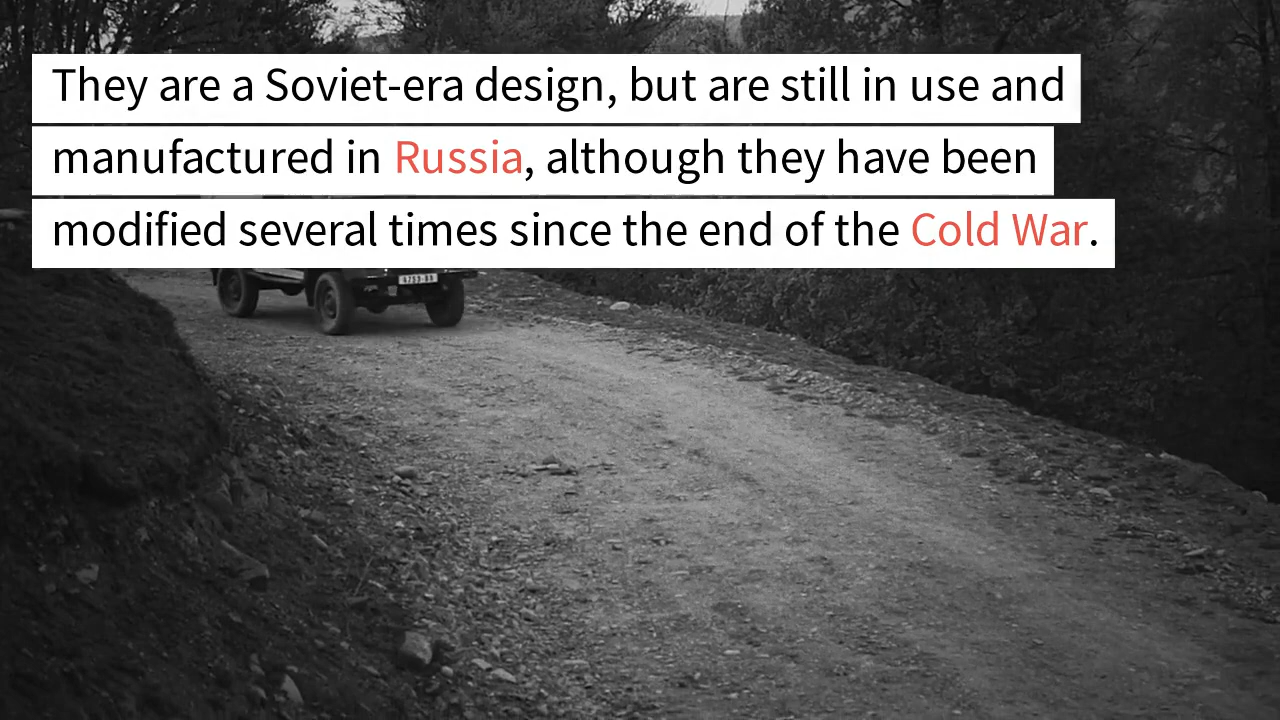 They are a Soviet-era design, but are still in use and
manufactured in Russia, although they have been
modified several times since the end of the Cold War.